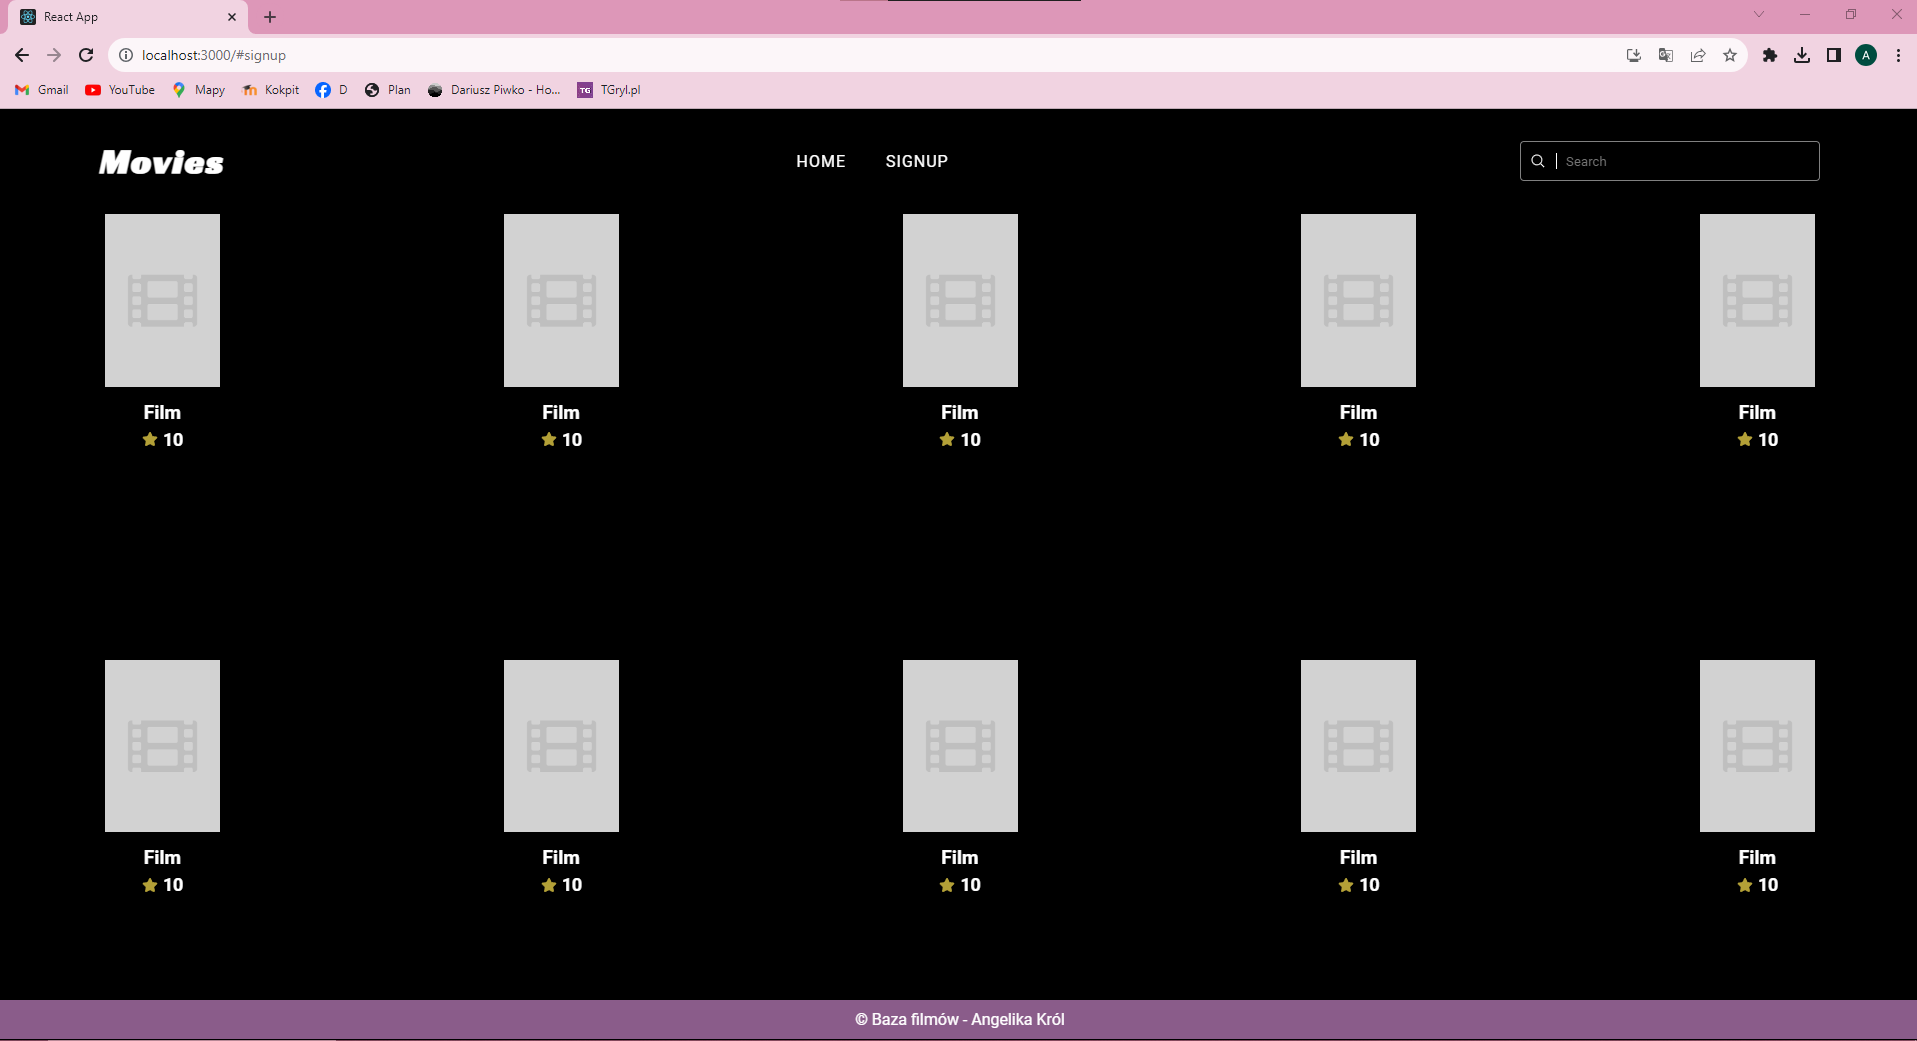 React App
localhost:3000/#signup
A
Gmail YouTube Mapy Kokpit D Plan Dariusz Piwko - Ho... TG TGryl.pl
Movies HOME SIGNUP Search
Film Film Film Film Film
10 10 10 10 10
Film Film Film Film Film
10 10 10 10 10
© Baza filmów - Angelika Król